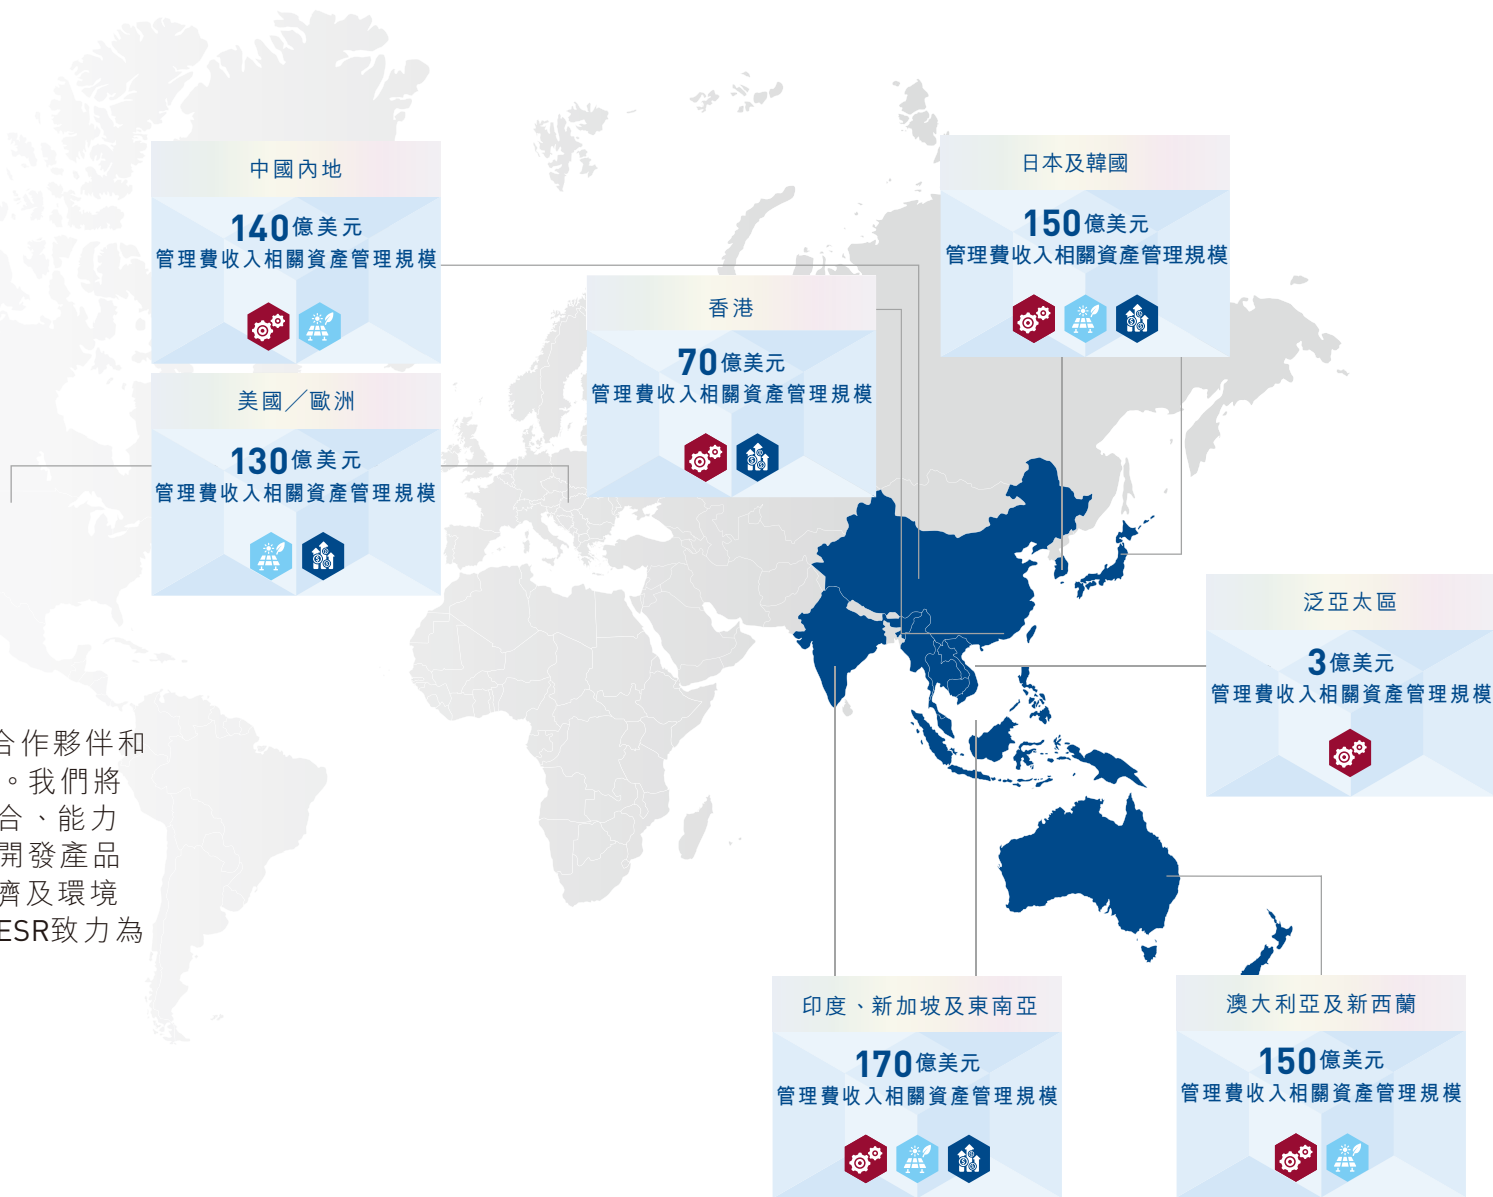 中國內地
140億美元
管理費收入相關資產管理規模
日本及韓國
150億美元
管理費收入相關資產管理規模
香港
70億美元
管理費收入相關資產管理規模
美國／歐洲
130億美元
管理費收入相關資產管理規模
泛亞太區
3億美元
管理費收入相關資產管理規模
合作夥伴和
。我們將
合、能力
開發產品
濟及環境
ESR致力為
印度、新加坡及東南亞
170億美元
管理費收入相關資產管理規模
澳大利亞及新西蘭
150億美元
管理費收入相關資產管理規模